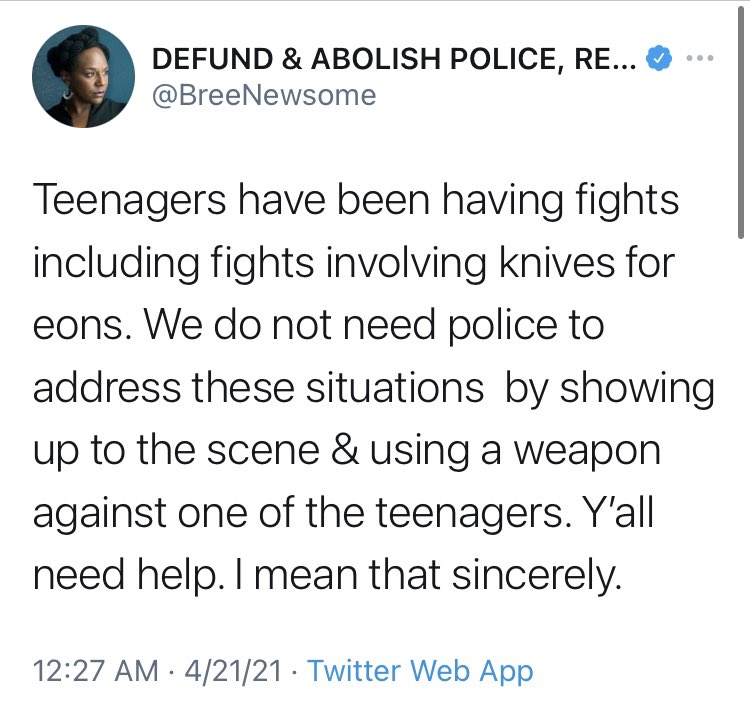 DEFUND & ABOLISH POLICE, RE...
@BreeNewsome
Teenagers have been having fights
including fights involving knives for
eons. We do not need police to
address these situations  by showing
up to the scene & using a weapon
against one of the teenagers. Y’all
need help. I mean that sincerely.
12:27 AM · 4/21/21 · Twitter Web App